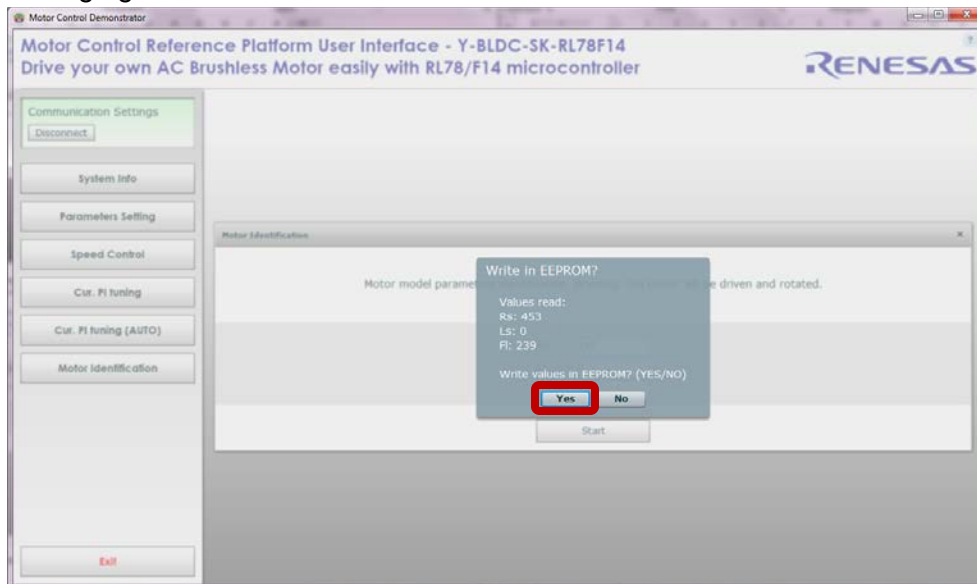 Motor Control Demonstrator
Motor Control Reference Platform User Interface - Y-BLDC-SK-RL78F14
Drive your own AC Brushless Motor easily with RL78/F14 microcontroller
?
RENESAS
Communication Settings
Disconnect
System Info
Parameters Setting
Speed Control
Cur. PI tuning
Cur. PI tuning (AUTO)
Motor Identification
Exit
Motor Identification
x
Motor model parame
be driven and rotated.
Write in EEPROM?
Values read:
Rs: 453
Ls: 0
Fl: 239
Write values in EEPROM? (YES/NO)
Yes No
Start